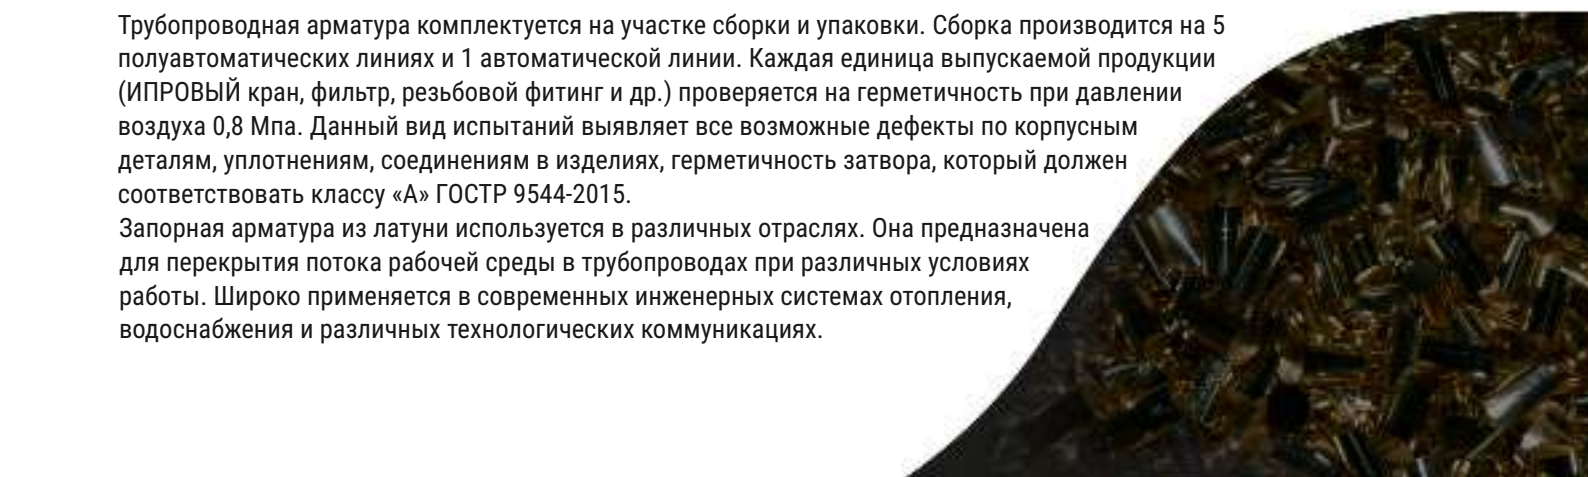 Трубопроводная арматура комплектуется на участке сборки и упаковки. Сборка производится на 5
полуавтоматических линиях и 1 автоматической линии. Каждая единица выпускаемой продукции
(ИПРОВЫЙ кран, фильтр, резьбовой фитинг и др.) проверяется на герметичность при давлении
воздуха 0,8 Мпа. Данный вид испытаний выявляет все возможные дефекты по корпусным
деталям, уплотнениям, соединениям в изделиях, герметичность затвора, который должен
соответствовать классу «А» ГОСТР 9544-2015.
Запорная арматура из латуни используется в различных отраслях. Она предназначена
для перекрытия потока рабочей среды в трубопроводах при различных условиях
работы. Широко применяется в современных инженерных системах отопления,
водоснабжения и различных технологических коммуникациях.